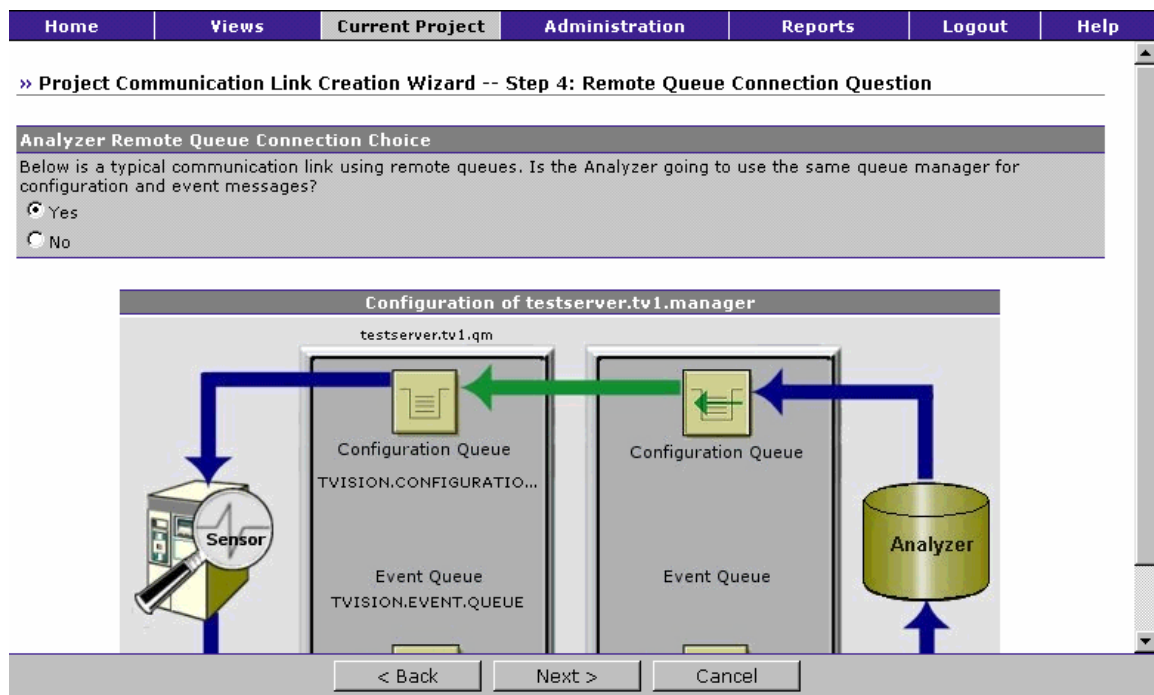 Home Views Current Project Administration Reports Logout Help
» Project Communication Link Creation Wizard -- Step 4: Remote Queue Connection Question
Analyzer Remote Queue Connection Choice
Below is a typical communication link using remote queues. Is the Analyzer going to use the same queue manager for
configuration and event messages?
Yes
No
Configuration of testserver.tv1.manager
testserver.tv1.qm
Configuration Queue
TVISION.CONFIGURATIO...
Configuration Queue
Sensor
Analyzer
Event Queue
TVISION.EVENT.QUEUE
Event Queue
< Back Next > Cancel